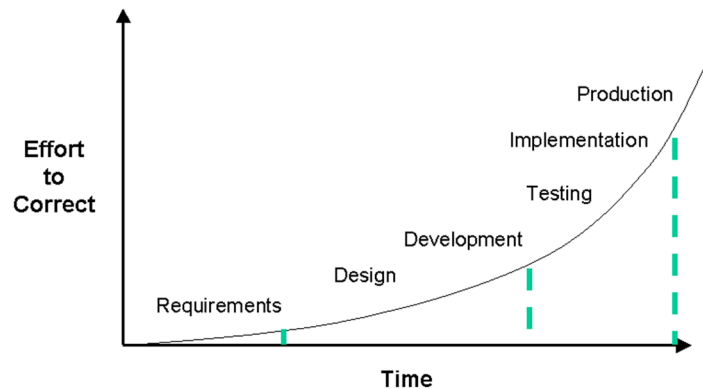 Production
Implementation
Effort
to
Correct
Testing
Development
Design
Requirements
Time